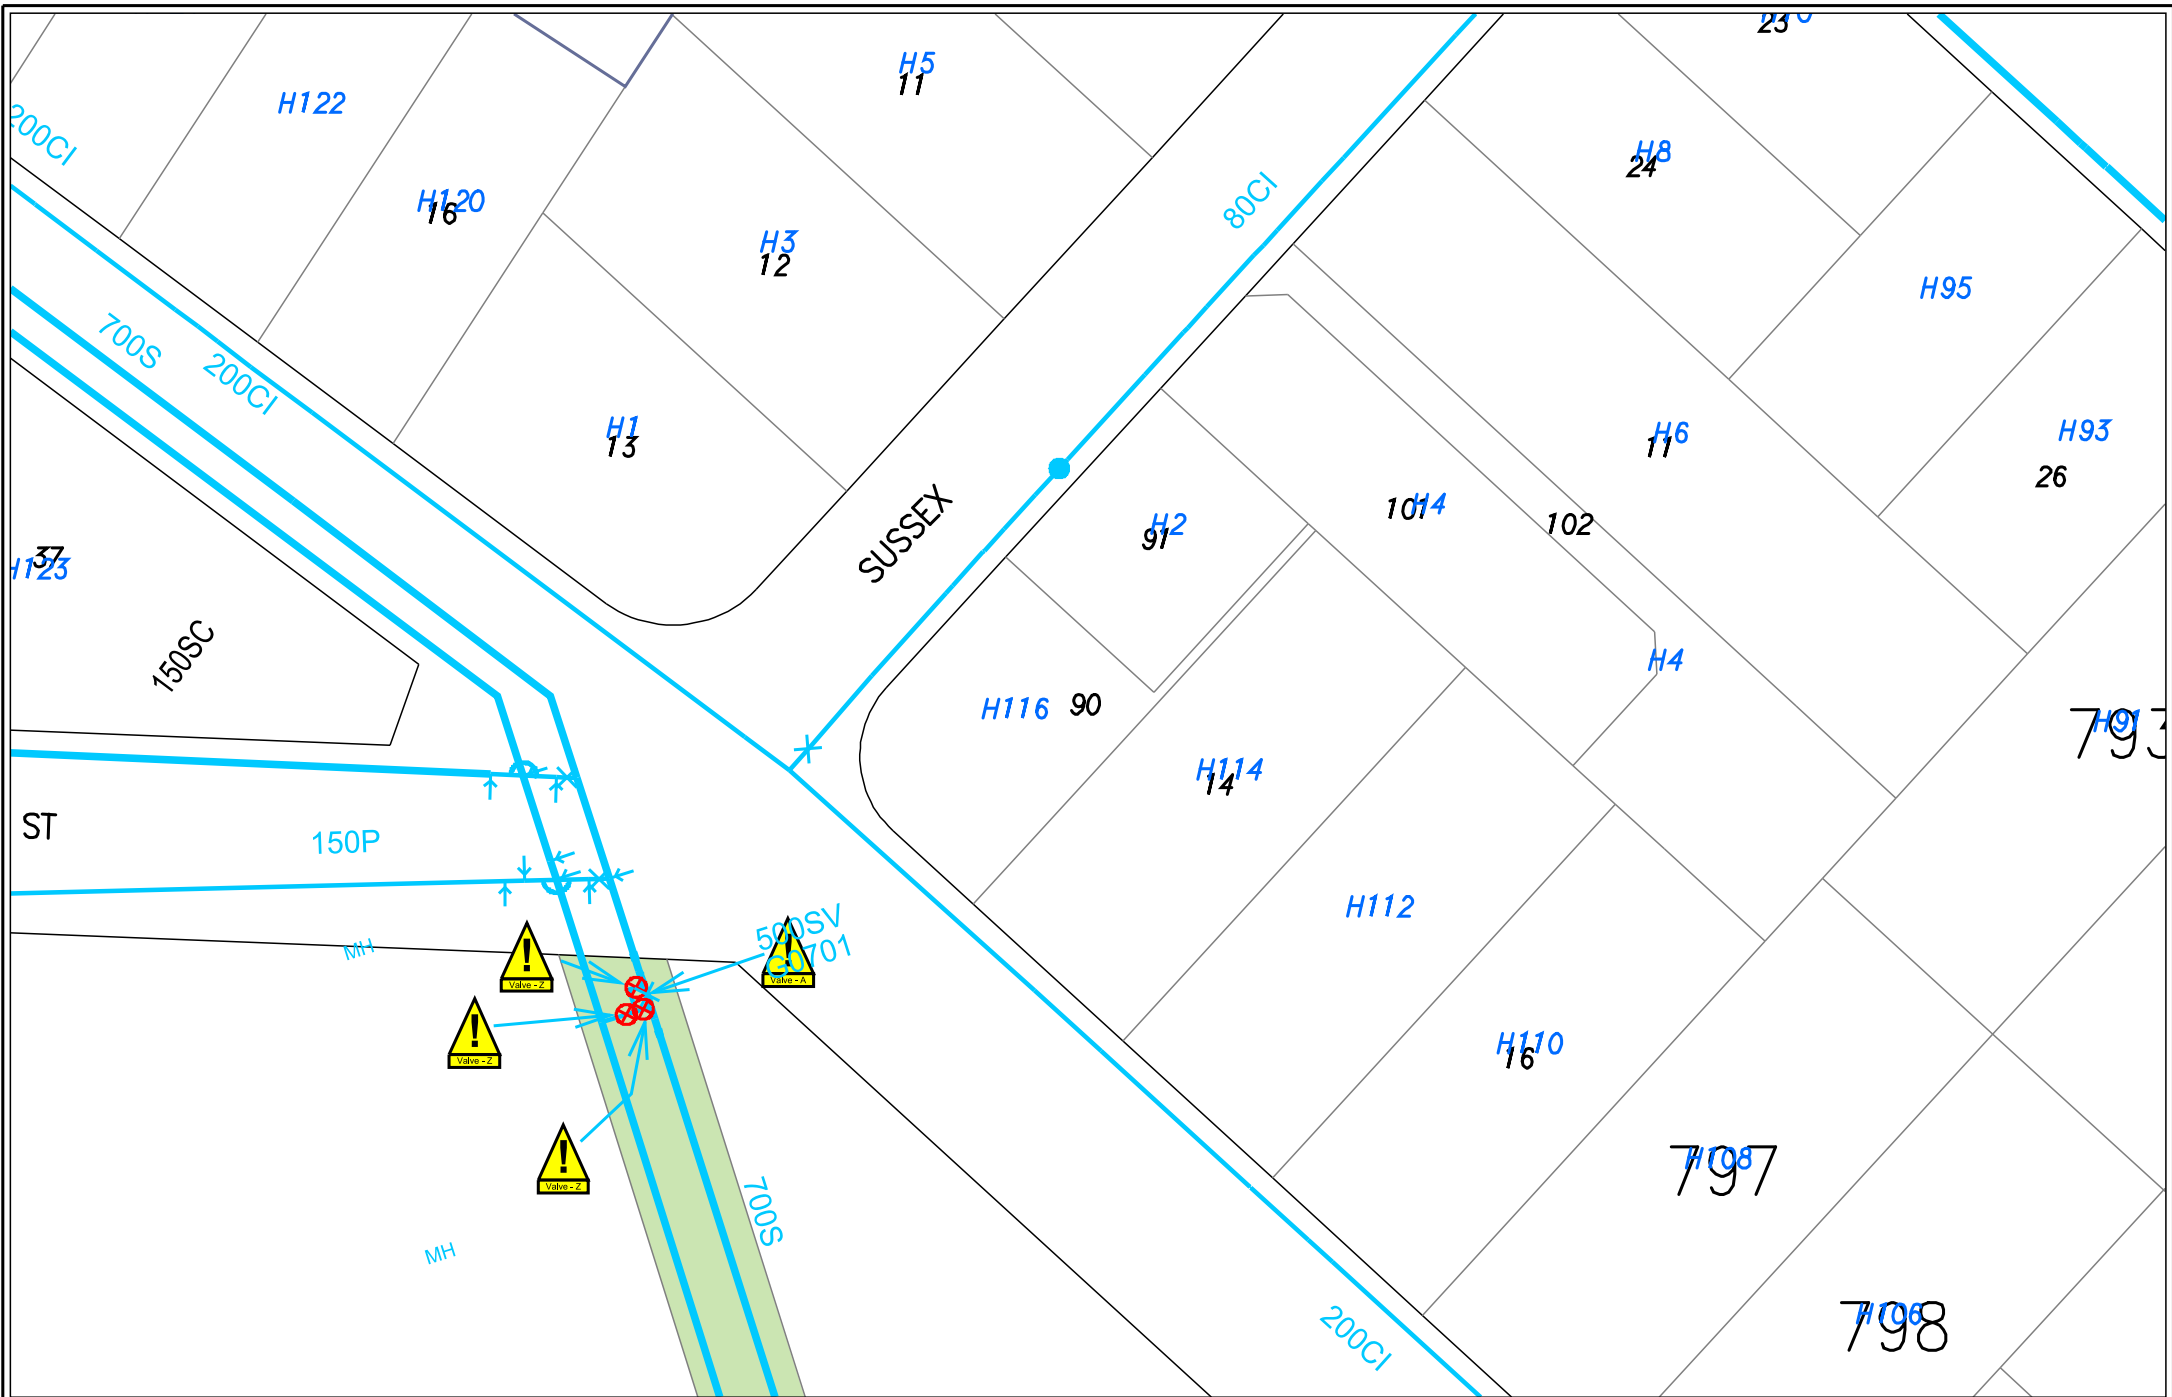 H5
11
23
H122
200CI
H8
24
H120
16
80CI
H3
12
H95
700S
200CI
H1
13
H6
11
H93
26
101
H4
102
SUSSEX
H2
91
37
H123
150SC
H4
H116
90
H91
793
H114
14
ST
150P
H112
MH
500SV
G0701
!
Valve - Z
!
Valve - A
!
Valve - Z
H110
16
!
Valve - Z
H108
797
700S
MH
H106
798
200CI